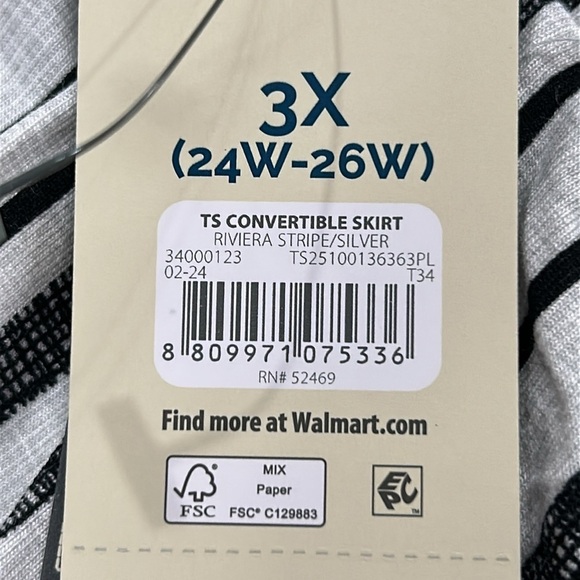 3X
(24W-26W)
TS CONVERTIBLE SKIRT
RIVIERA STRIPE/SILVER
34000123 TS25100136363PL
02-24 T34
8 809971 075336
RN# 52469
Find more at Walmart.com
FSC
MIX
Paper
FSC® C129883
EPC™